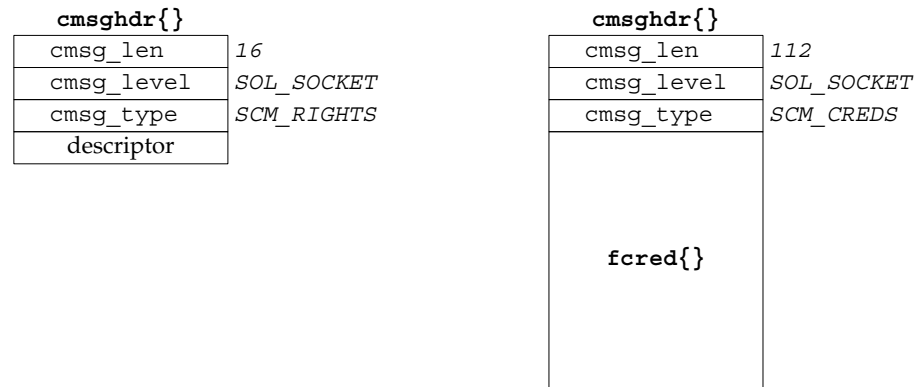 cmsghdr{}
cmsg_len 16
cmsg_level SOL_SOCKET
cmsg_type SCM_RIGHTS
descriptor
cmsghdr{}
cmsg_len 112
cmsg_level SOL_SOCKET
cmsg_type SCM_CREDS
fcred{}